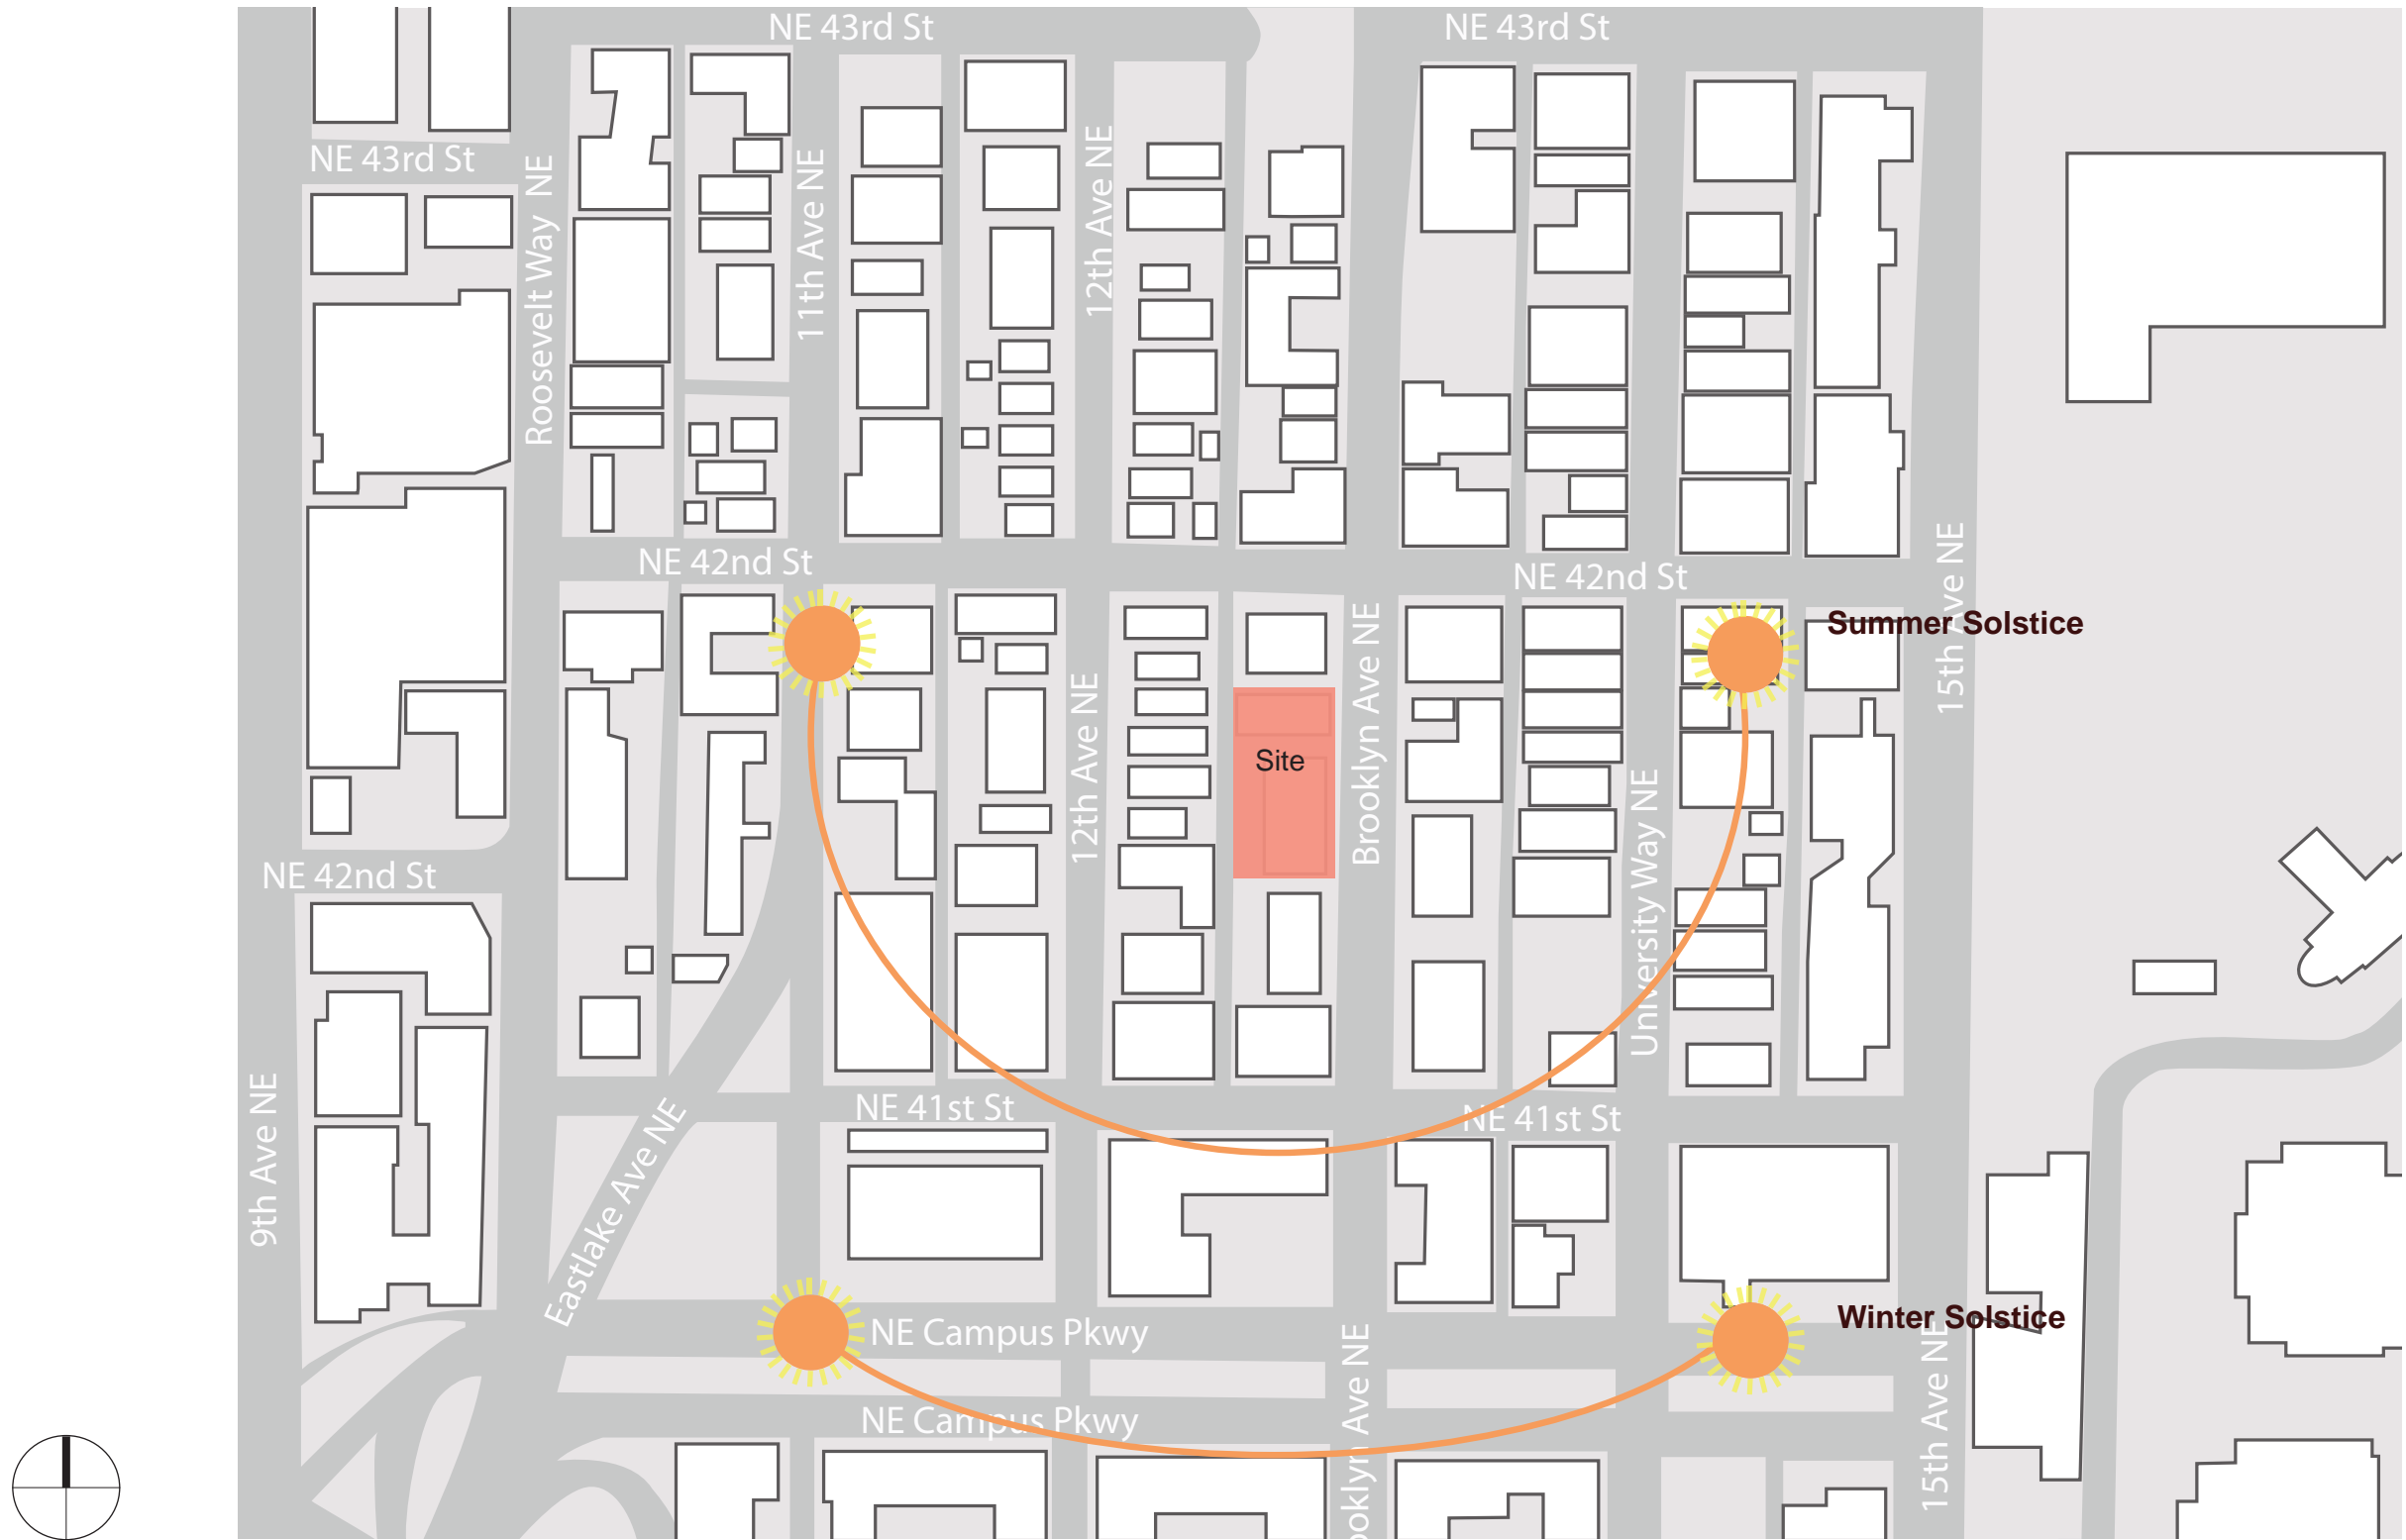 NE 43rd St
NE 43rd St
NE 43rd St
Roosevelt Way NE
11th Ave NE
12th Ave NE
NE 42nd St
NE 42nd St
15th Ave NE
Summer Solstice
12th Ave NE
Brooklyn Ave NE
Site
University Way NE
NE 42nd St
9th Ave NE
Eastlake Ave NE
NE 41st St
NE 41st St
Winter Solstice
NE Campus Pkwy
ooklyn Ave NE
15th Ave NE
NE Campus Pkwy